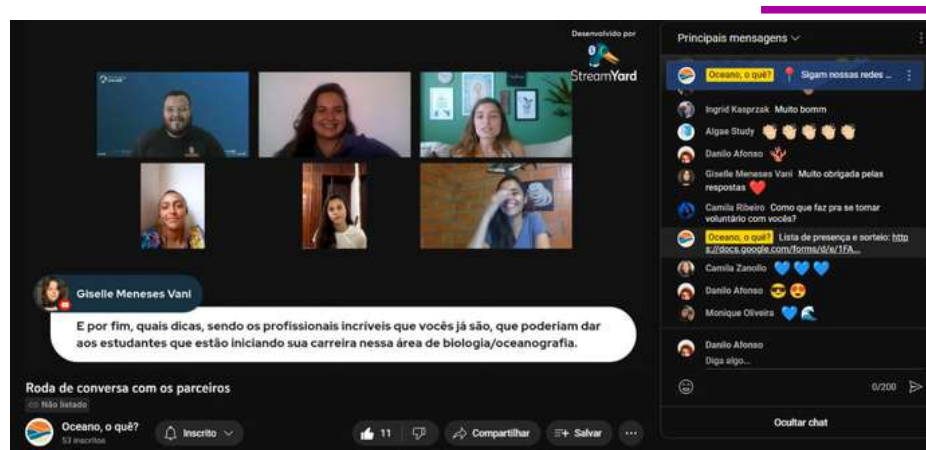 Desenvolvido por
StreamYard
Giselle Meneses Vani
E por fim, quais dicas, sendo os profissionais incríveis que vocês já são, que poderiam dar
aos estudantes que estão iniciando sua carreira nessa área de biologia/oceanografia.
Roda de conversa com os parceiros
Não listado
Oceano, o quê?
53 inscritos
Inscrito
11
Compartilhar
Salvar
Principais mensagens
Oceano, o quê? Sigam nossas redes ...
Ingrid Kasprzak Muito bomm
Algae Study
Danilo Afonso
Giselle Meneses Vani Muito obrigada pelas
respostas
Camila Ribeiro Como que faz pra se tornar
voluntário com vocês?
Oceano, o quê? Lista de presença e sorteio: http
s://docs.google.com/forms/d/e/1FA...
Camila Zanollo
Danilo Afonso
Monique Oliveira
Danilo Afonso
Diga algo...
0/200
Ocultar chat